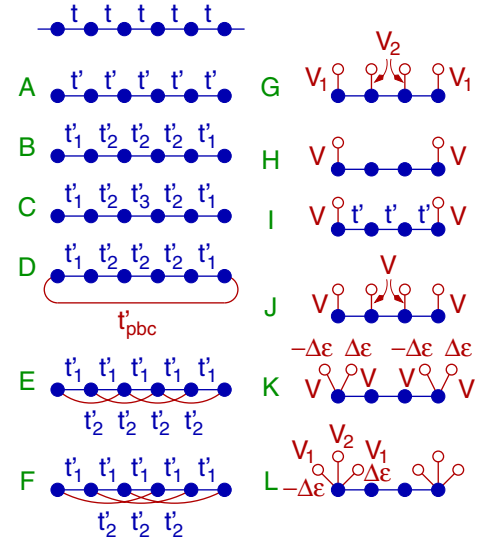 t t t t t
A t' t' t' t' t'
B t'1 t'2 t'2 t'2 t'1
C t'1 t'2 t'3 t'2 t'1
D t'1 t'2 t'2 t'2 t'1
t'pbc
E t'1 t'1 t'1 t'1 t'1
t'2 t'2 t'2 t'2
F t'1 t'1 t'1 t'1 t'1
t'2 t'2 t'2
V2
G V1 V1
H V V
I V t' t' t' V
V
J V V
−Δε Δε −Δε Δε
K V V V V
V1 V2 V1
L −Δε Δε